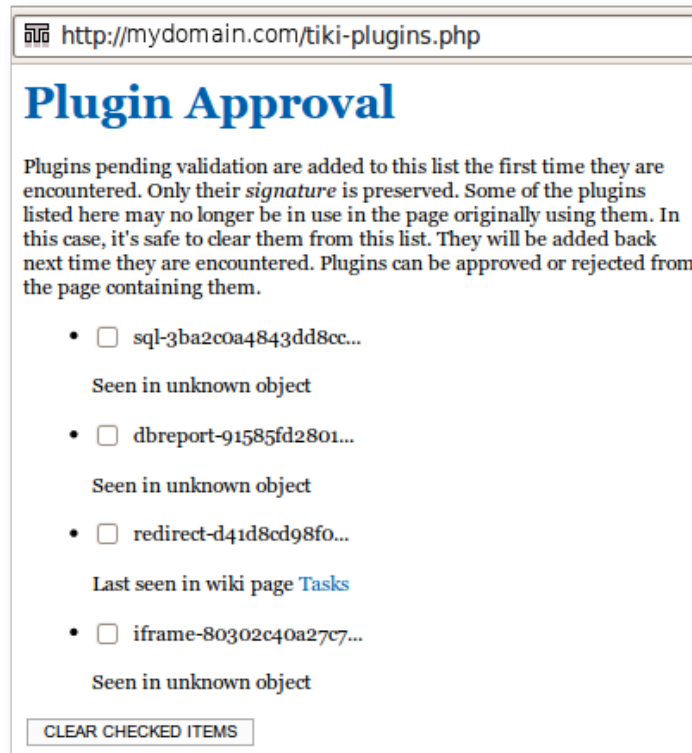 http://mydomain.com/tiki-plugins.php
Plugin Approval
Plugins pending validation are added to this list the first time they are
encountered. Only their signature is preserved. Some of the plugins
listed here may no longer be in use in the page originally using them. In
this case, it's safe to clear them from this list. They will be added back
next time they are encountered. Plugins can be approved or rejected from
the page containing them.
• sql-3ba2c0a4843dd8cc...
Seen in unknown object
• dbreport-91585fd2801...
Seen in unknown object
• redirect-d41d8cd98f0...
Last seen in wiki page Tasks
• iframe-80302c40a27c7...
Seen in unknown object
CLEAR CHECKED ITEMS